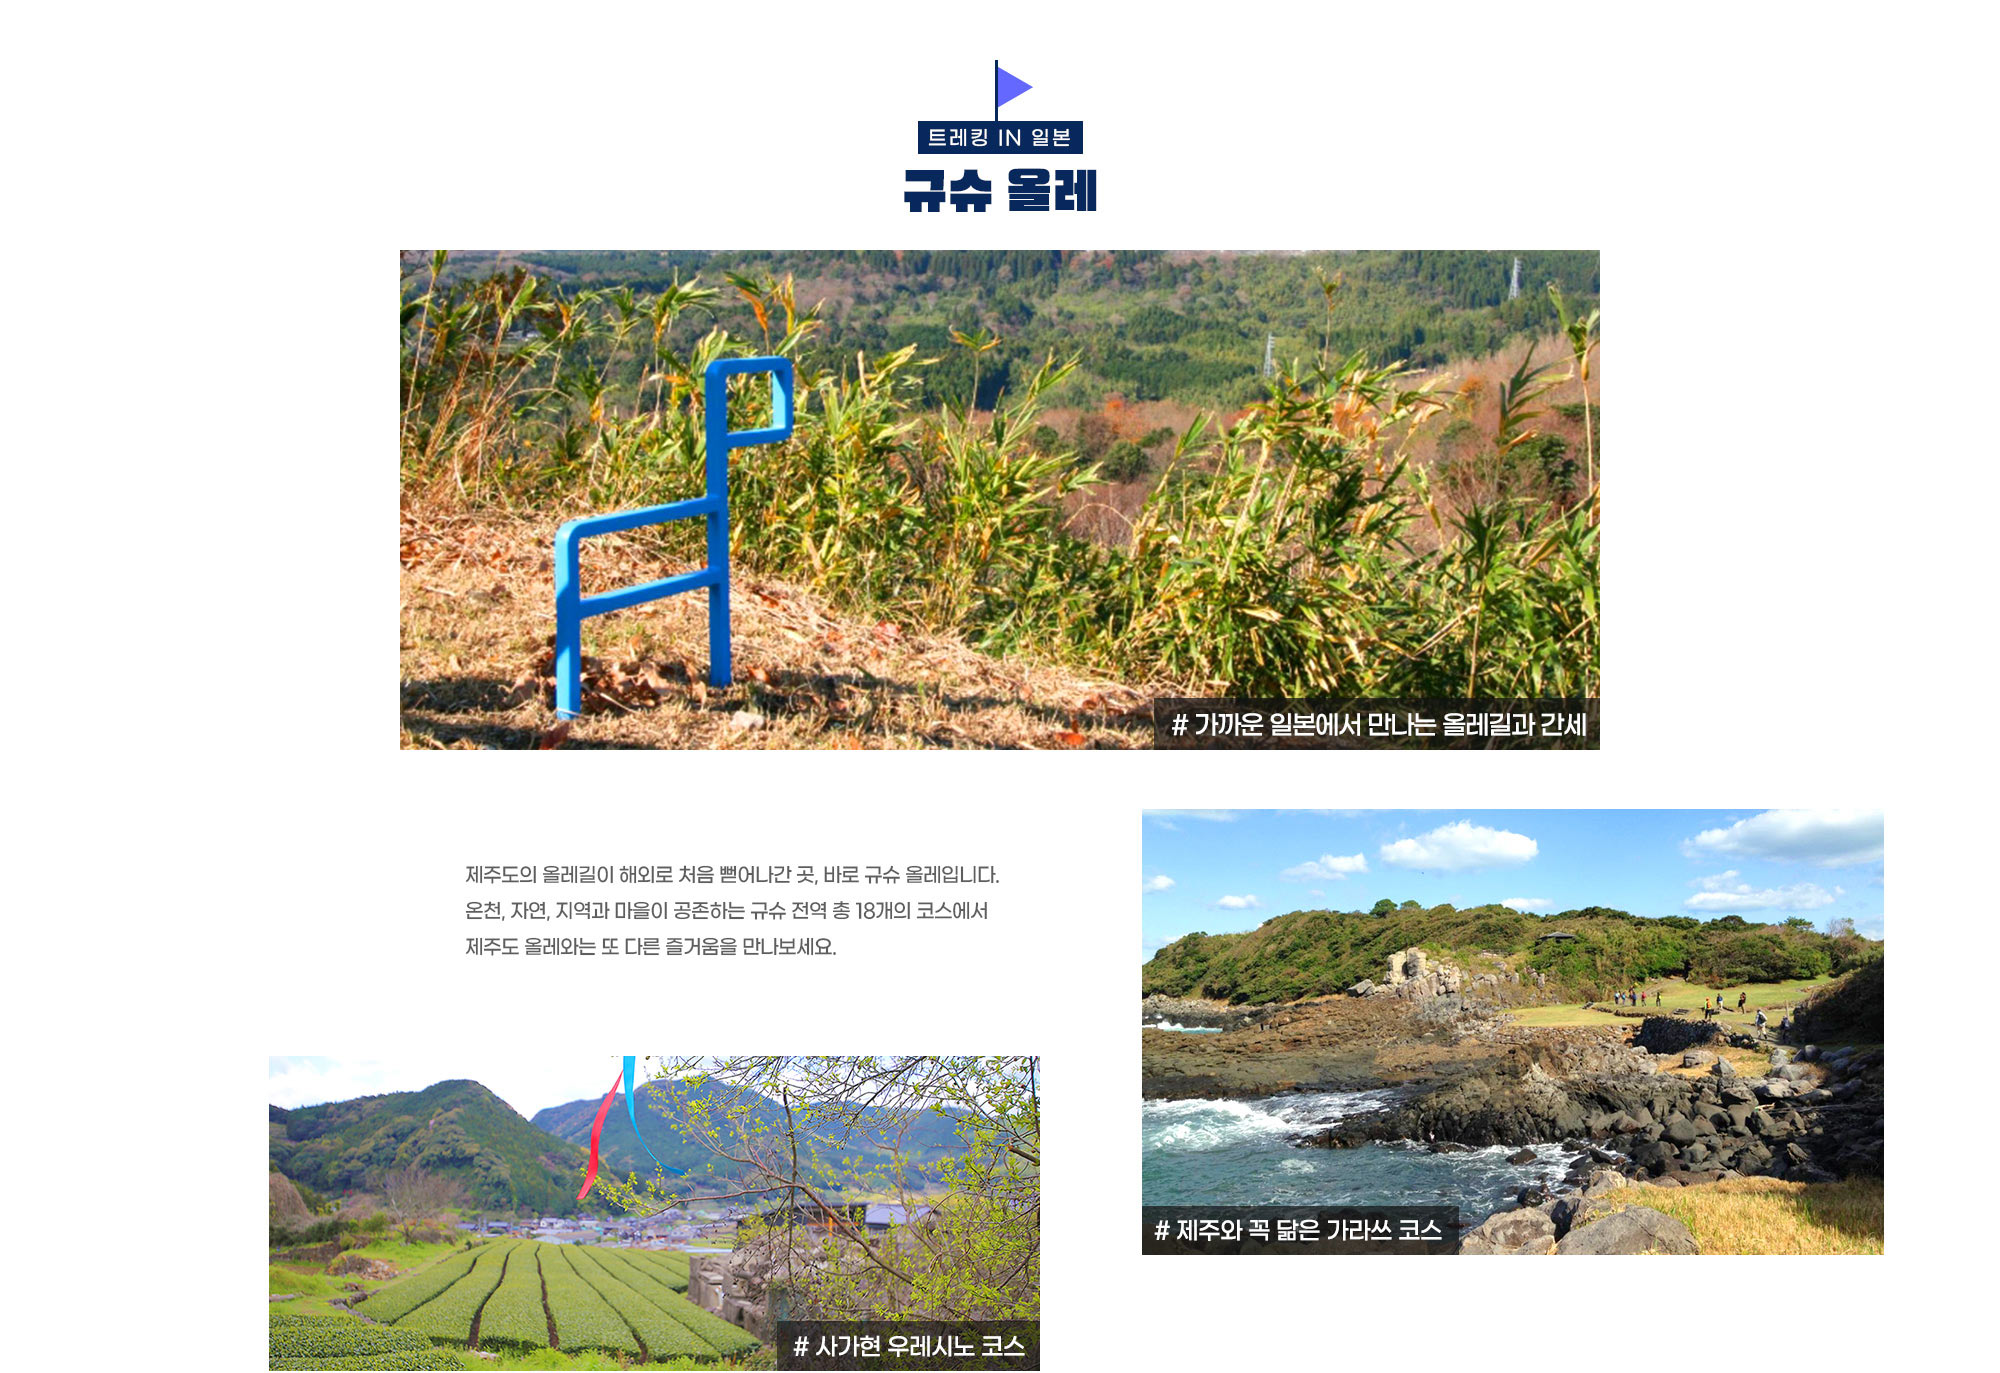 트레킹 IN 일본
규슈 올레
# 가까운 일본에서 만나는 올레길과 간세
제주도의 올레길이 해외로 처음 뻗어나간 곳, 바로 규슈 올레입니다.
온천, 자연, 지역과 마을이 공존하는 규슈 전역 총 18개의 코스에서
제주도 올레와는 또 다른 즐거움을 만나보세요.
# 제주와 꼭 닮은 가라쓰 코스
# 사가현 우레시노 코스